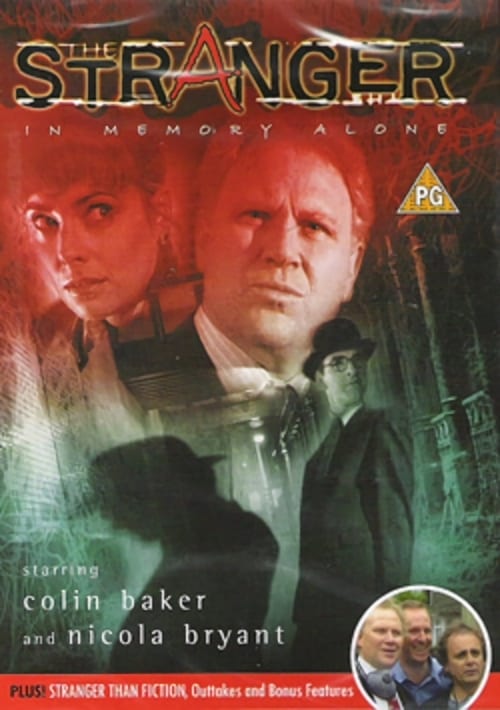 THE
STRANGER
IN MEMORY ALONE
PG
starring
colin baker
and nicola bryant
PLUS! STRANGER THAN FICTION, Outtakes and Bonus Features